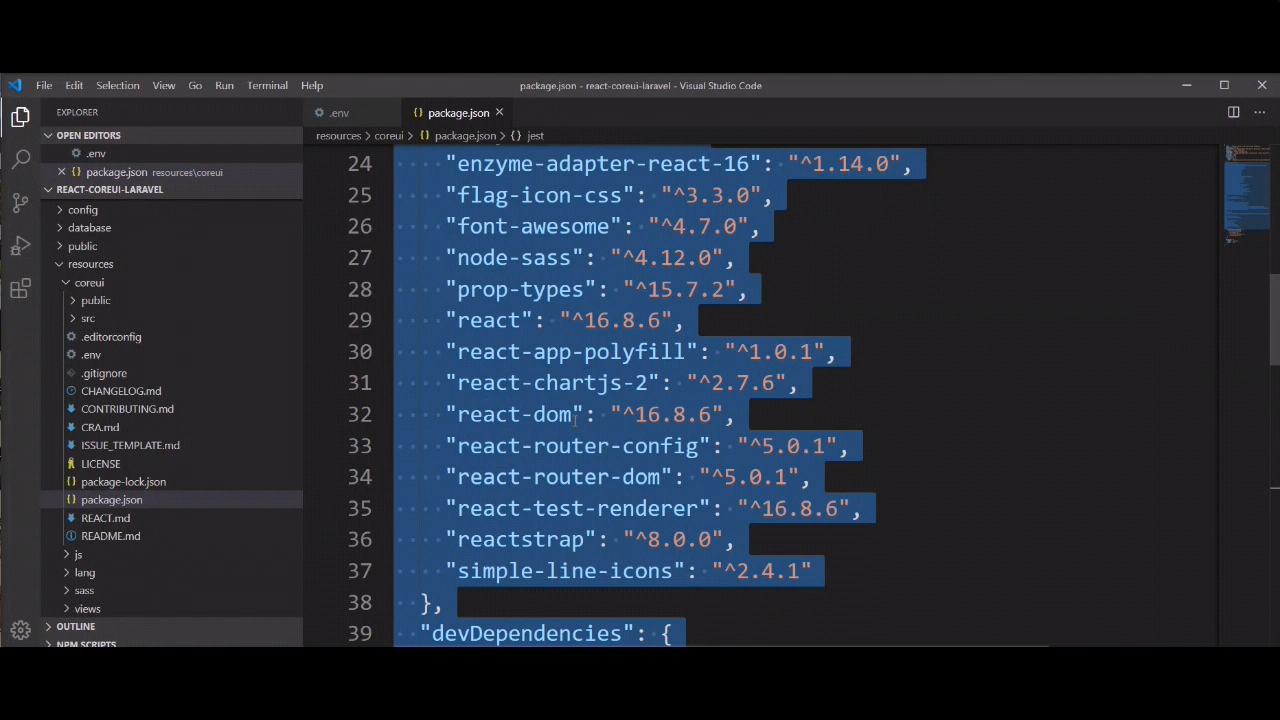 File Edit Selection View Go Run Terminal Help
package.json - react-coreui-laravel - Visual Studio Code
EXPLORER
OPEN EDITORS
.env
package.json resources\coreui
REACT-COREUI-LARAVEL
config
database
public
resources
coreui
public
src
.editorconfig
.env
.gitignore
CHANGELOG.md
CONTRIBUTING.md
CRA.md
ISSUE_TEMPLATE.md
LICENSE
package-lock.json
package.json
REACT.md
README.md
js
lang
sass
views
OUTLINE
NPM SCRIPTS
.env
package.json
resources > coreui > {} package.json > {} jest
24 "enzyme-adapter-react-16": "^1.14.0",
25 "flag-icon-css": "^3.3.0",
26 "font-awesome": "^4.7.0",
27 "node-sass": "^4.12.0",
28 "prop-types": "^15.7.2",
29 "react": "^16.8.6",
30 "react-app-polyfill": "^1.0.1",
31 "react-chartjs-2": "^2.7.6",
32 "react-dom": "^16.8.6",
33 "react-router-config": "^5.0.1",
34 "react-router-dom": "^5.0.1",
35 "react-test-renderer": "^16.8.6",
36 "reactstrap": "^8.0.0",
37 "simple-line-icons": "^2.4.1"
38 },
39 "devDependencies": {